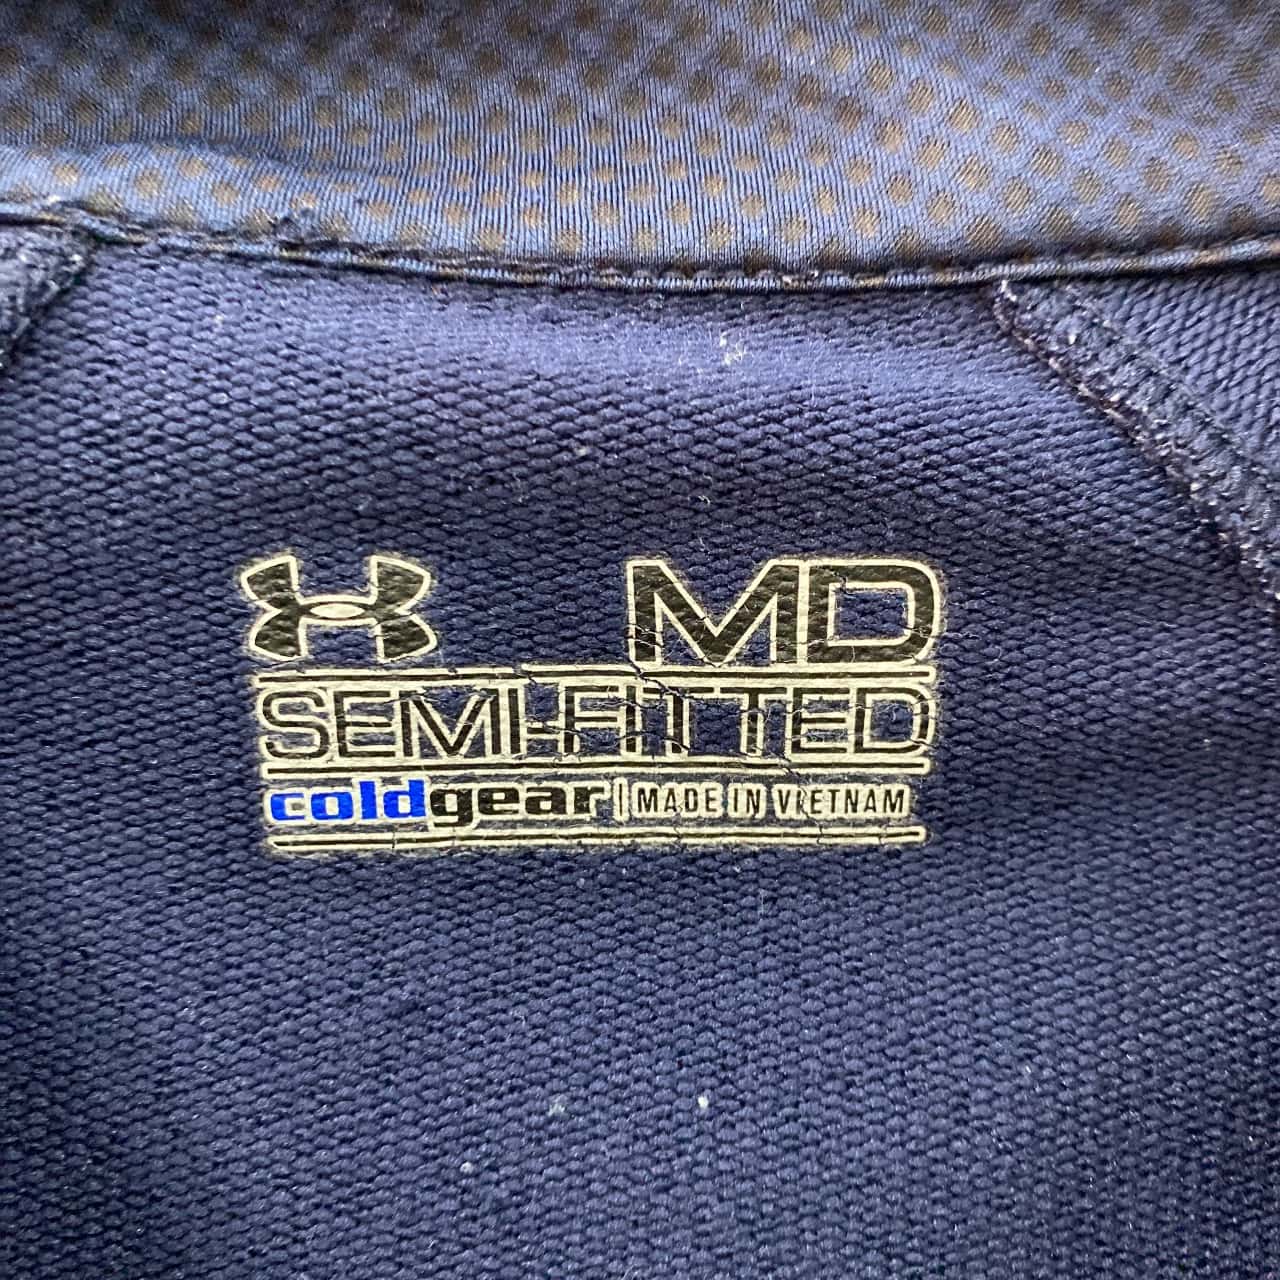 MD
SEMI-FITTED
coldgear | MADE IN VIETNAM